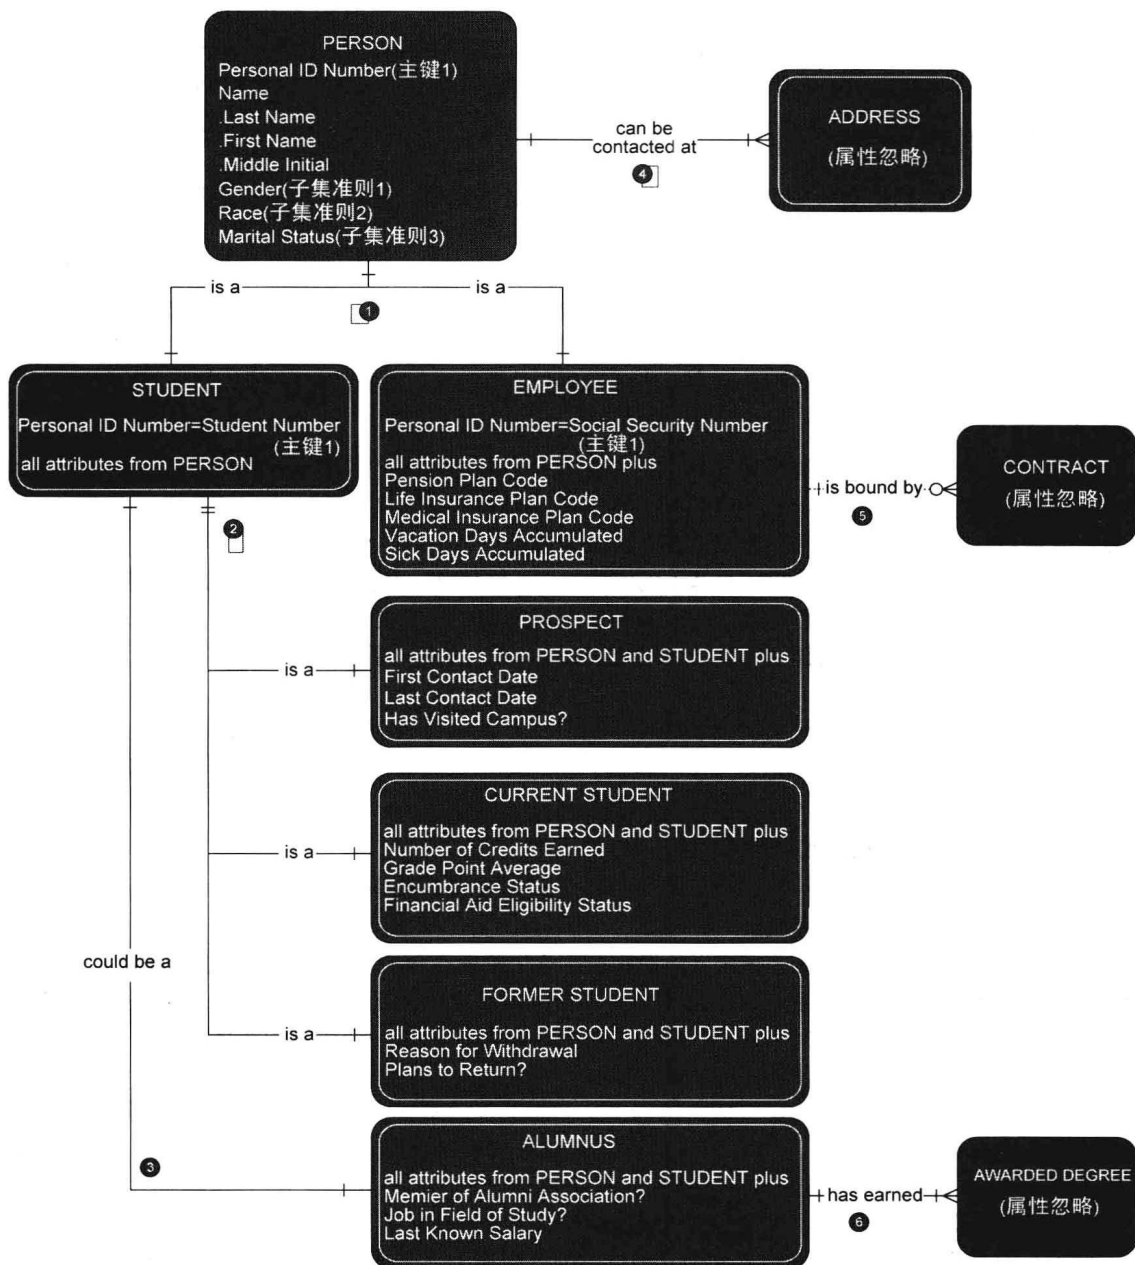 PERSON
Personal ID Number(主键1)
Name
.Last Name
.First Name
.Middle Initial
Gender(子集准则1)
Race(子集准则2)
Marital Status(子集准则3)
can be
contacted at
4
ADDRESS
(属性忽略)
is a
is a
1
STUDENT
Personal ID Number=Student Number
(主键1)
all attributes from PERSON
2
EMPLOYEE
Personal ID Number=Social Security Number
(主键1)
all attributes from PERSON plus
Pension Plan Code
Life Insurance Plan Code
Medical Insurance Plan Code
Vacation Days Accumulated
Sick Days Accumulated
is bound by
5
CONTRACT
(属性忽略)
is a
PROSPECT
all attributes from PERSON and STUDENT plus
First Contact Date
Last Contact Date
Has Visited Campus?
is a
CURRENT STUDENT
all attributes from PERSON and STUDENT plus
Number of Credits Earned
Grade Point Average
Encumbrance Status
Financial Aid Eligibility Status
could be a
is a
FORMER STUDENT
all attributes from PERSON and STUDENT plus
Reason for Withdrawal
Plans to Return?
3
ALUMNUS
all attributes from PERSON and STUDENT plus
Memier of Alumni Association?
Job in Field of Study?
Last Known Salary
has earned
6
AWARDED DEGREE
(属性忽略)